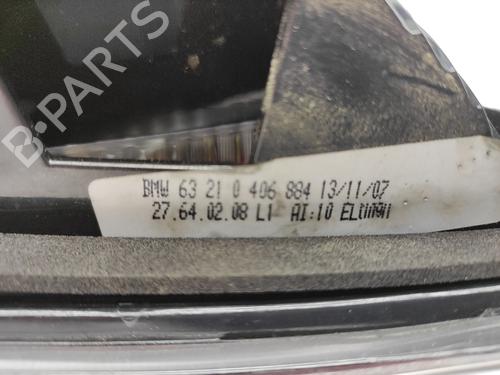 B-PARTS
BMW 63 21 0 406 884 13/11/07
27.64.02.08 L1 AI:10